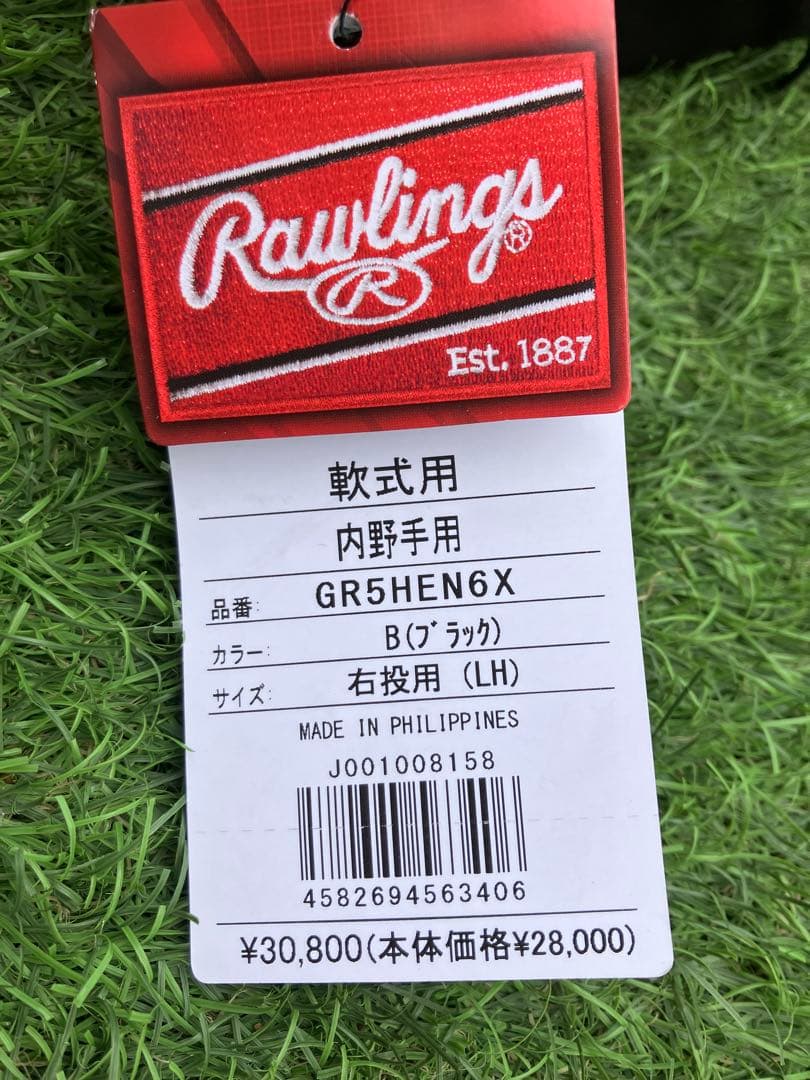 Rawlings®
R
Est. 1887
軟式用
内野手用
品番: GR5HEN6X
カラー: B(ﾌﾞﾗｯｸ)
サイズ: 右投用 (LH)
MADE IN PHILIPPINES
J001008158
4582694563406
¥30,800(本体価格¥28,000)